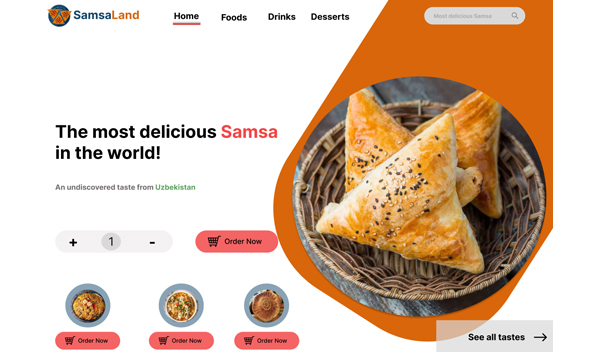 SamsaLand
Home
Foods
Drinks
Desserts
Most delicious Samsa
The most delicious Samsa
in the world!
An undiscovered taste from Uzbekistan
+ 1 -
Order Now
Order Now
Order Now
Order Now
See all tastes